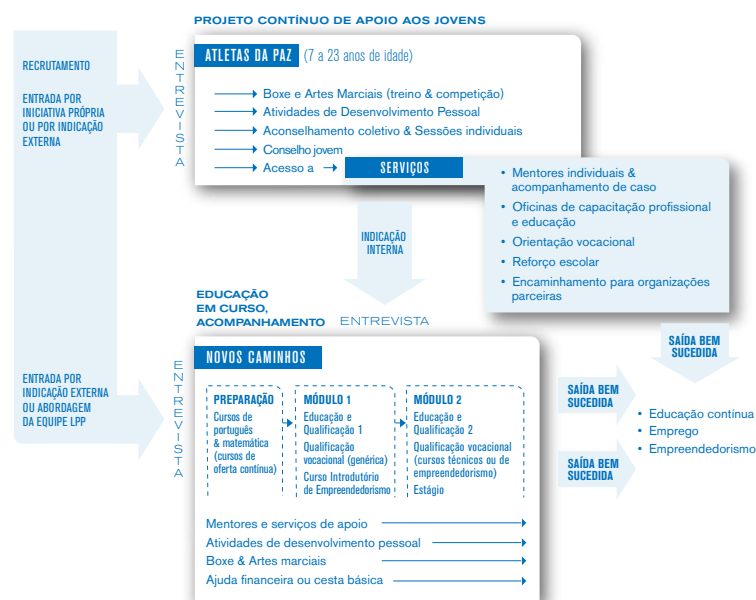 PROJETO CONTÍNUO DE APOIO AOS JOVENS
RECRUTAMENTO
ENTRADA POR
INICIATIVA PRÓPRIA
OU POR INDICAÇÃO
EXTERNA
ENTREVISTA
ATLETAS DA PAZ (7 a 23 anos de idade)
Boxe e Artes Marciais (treino & competição)
Atividades de Desenvolvimento Pessoal
Aconselhamento coletivo & Sessões individuais
Conselho jovem
Acesso a
SERVIÇOS
• Mentores individuais &
acompanhamento de caso
• Oficinas de capacitação profissional
e educação
• Orientação vocacional
• Reforço escolar
• Encaminhamento para organizações
parceiras
INDICAÇÃO
INTERNA
EDUCAÇÃO
EM CURSO,
ACOMPANHAMENTO
ENTREVISTA
SAÍDA BEM
SUCEDIDA
ENTRADA POR
INDICAÇÃO EXTERNA
OU ABORDAGEM
DA EQUIPE LPP
ENTREVISTA
NOVOS CAMINHOS
PREPARAÇÃO
Cursos de
português
& matemática
(cursos de
oferta contínua)
MÓDULO 1
Educação e
Qualificação 1
Qualificação
vocacional (genérica)
Curso Introdutório
de Empreendedorismo
MÓDULO 2
Educação e
Qualificação 2
Qualificação vocacional
(cursos técnicos ou de
empreendedorismo)
Estágio
Mentores e serviços de apoio
Atividades de desenvolvimento pessoal
Boxe & Artes marciais
Ajuda financeira ou cesta básica
SAÍDA BEM
SUCEDIDA
SAÍDA BEM
SUCEDIDA
• Educação contínua
• Emprego
• Empreendedorismo